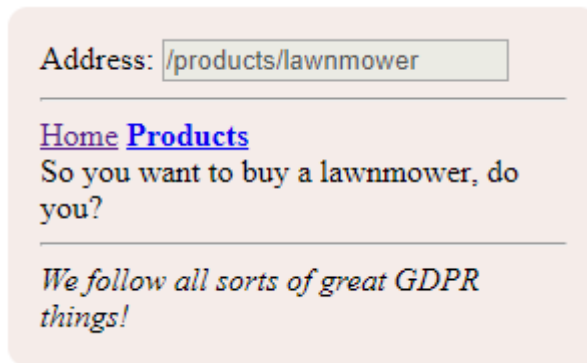 Address: /products/lawnmower
Home Products
So you want to buy a lawnmower, do
you?
We follow all sorts of great GDPR
things!